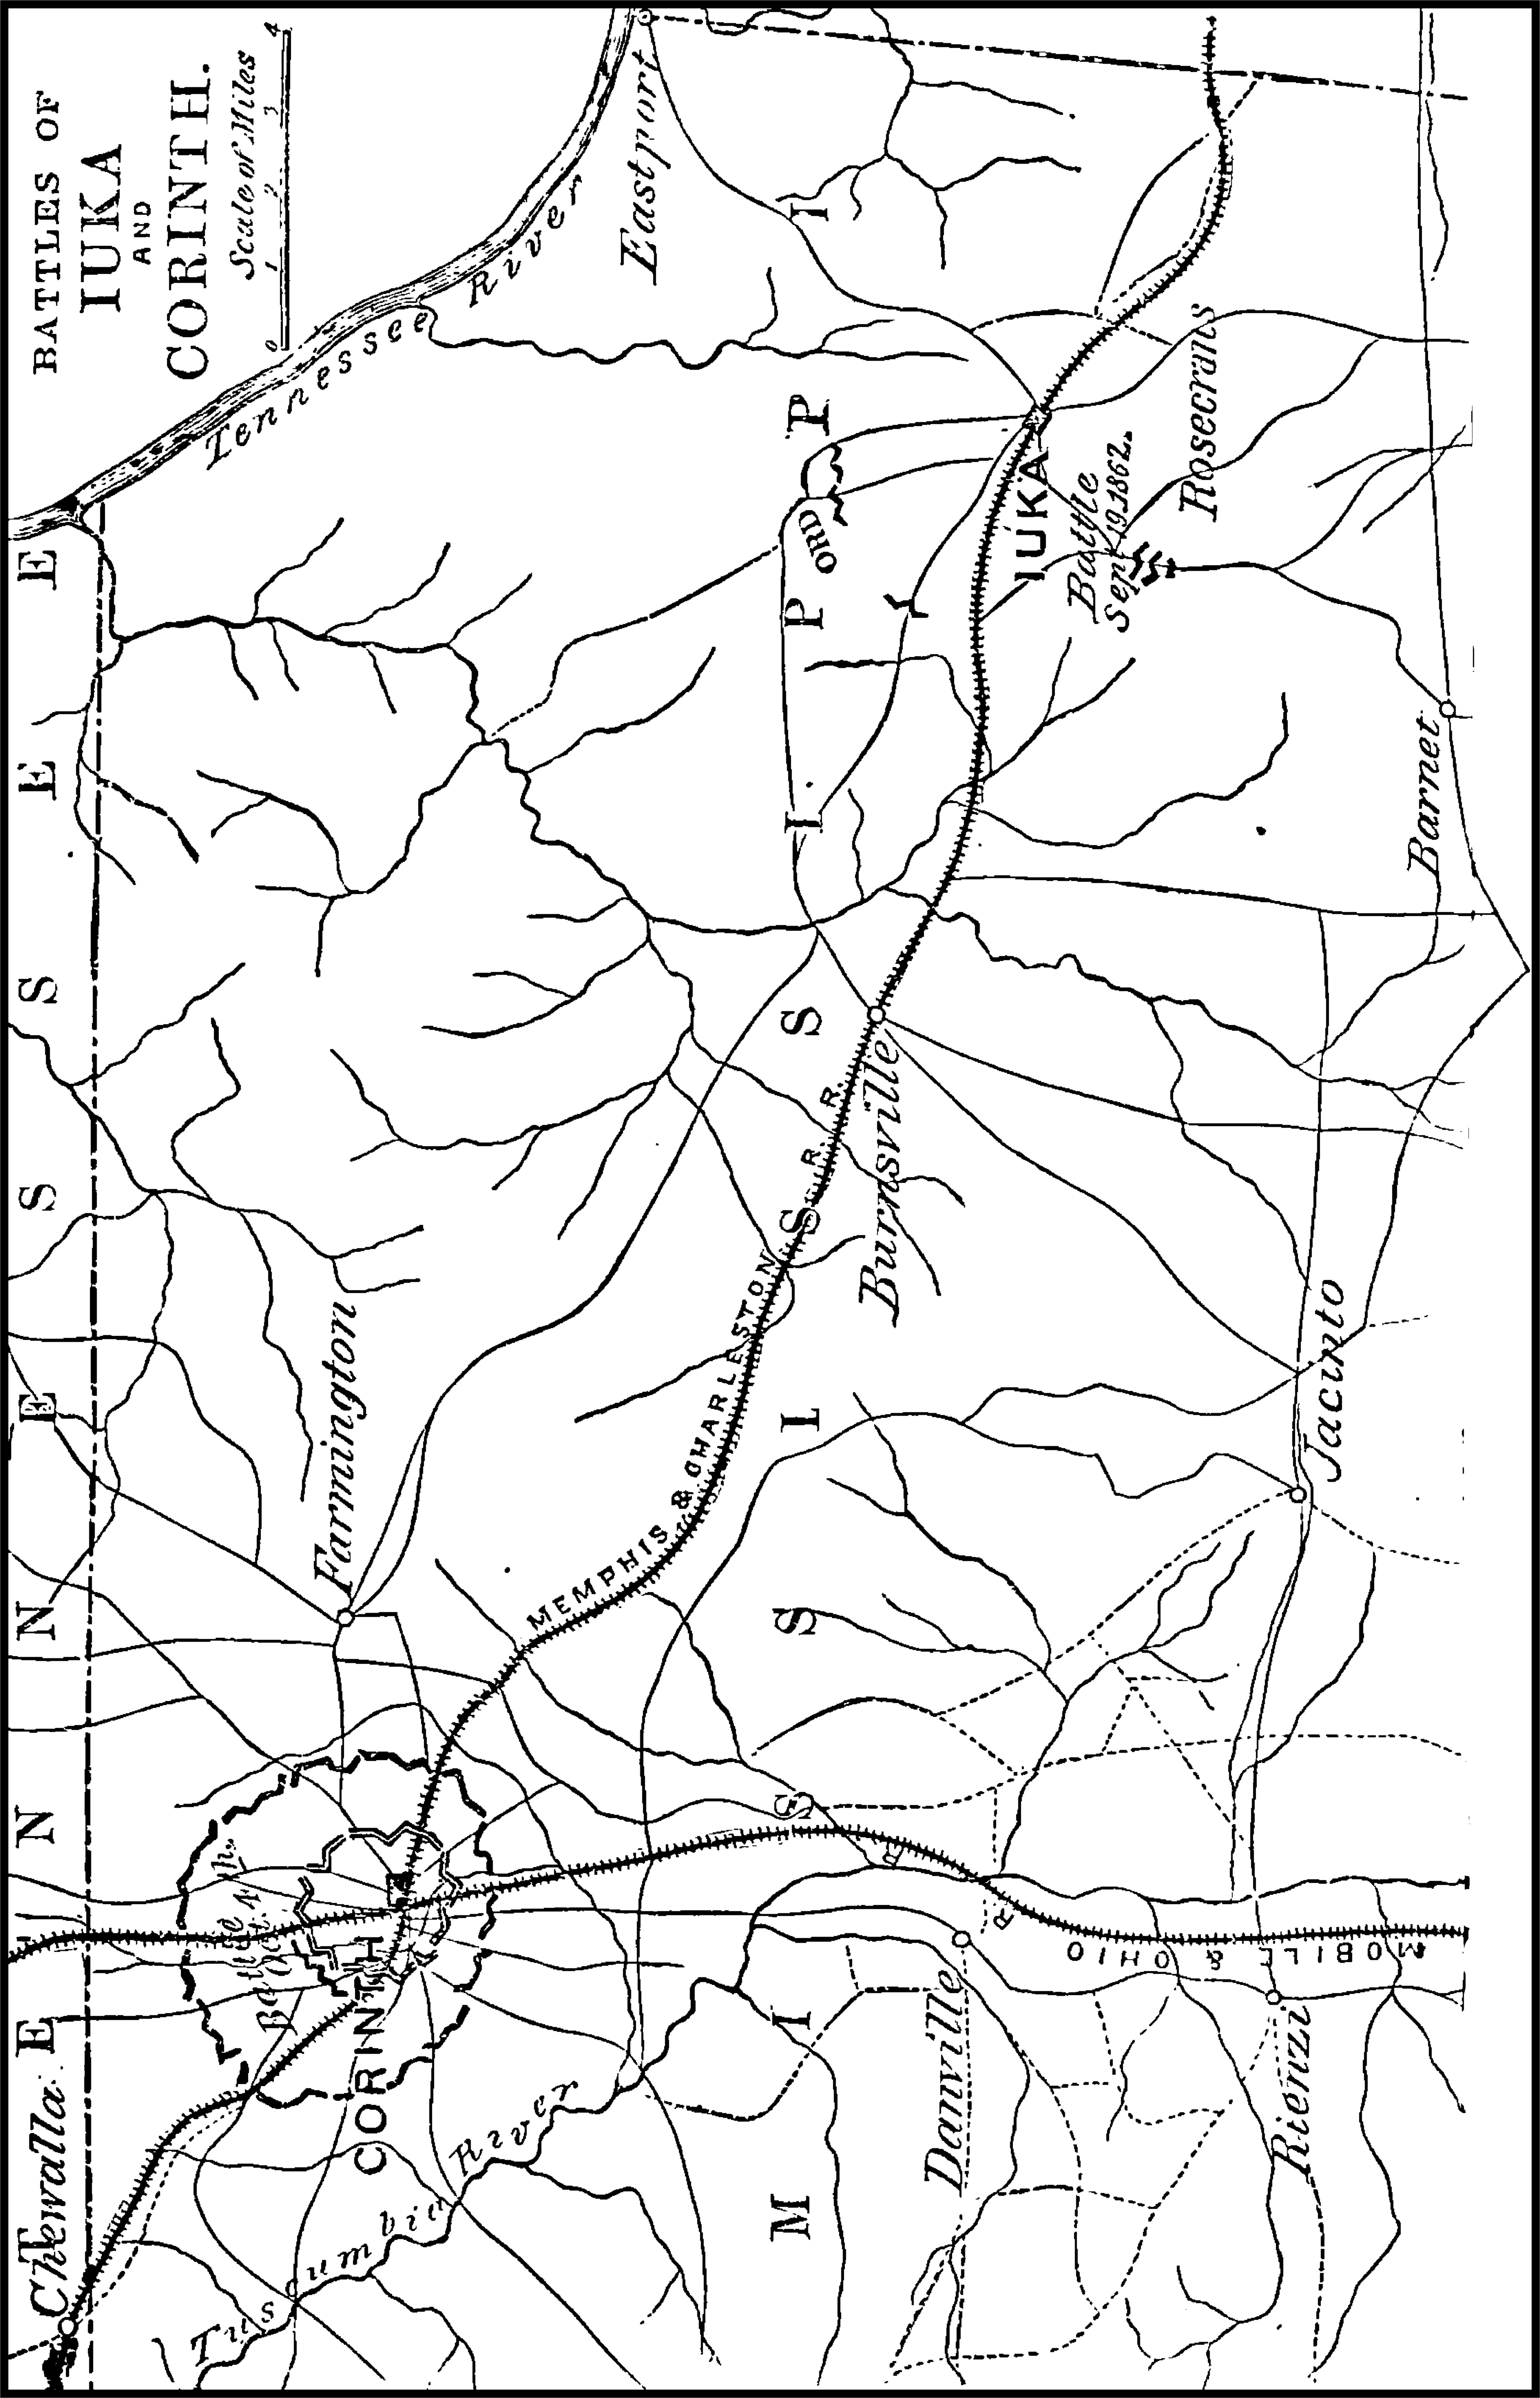 BATTLES OF
IUKA
AND
CORINTH.
Scale of Miles
0 1 2 3 4
TENNESSEE
Chewalla
Tennessee River
Eastport
Farmington
CORINTH
Battle
Tuscumbia River
MEMPHIS & CHARLESTON R. R.
MISSISSIPPI
ORD
IUKA
Battle
Sept 19.1862.
Rosecrans
Burnsville
Barnet
Jacinto
Danville
Rienzi
MOBILE & OHIO R R